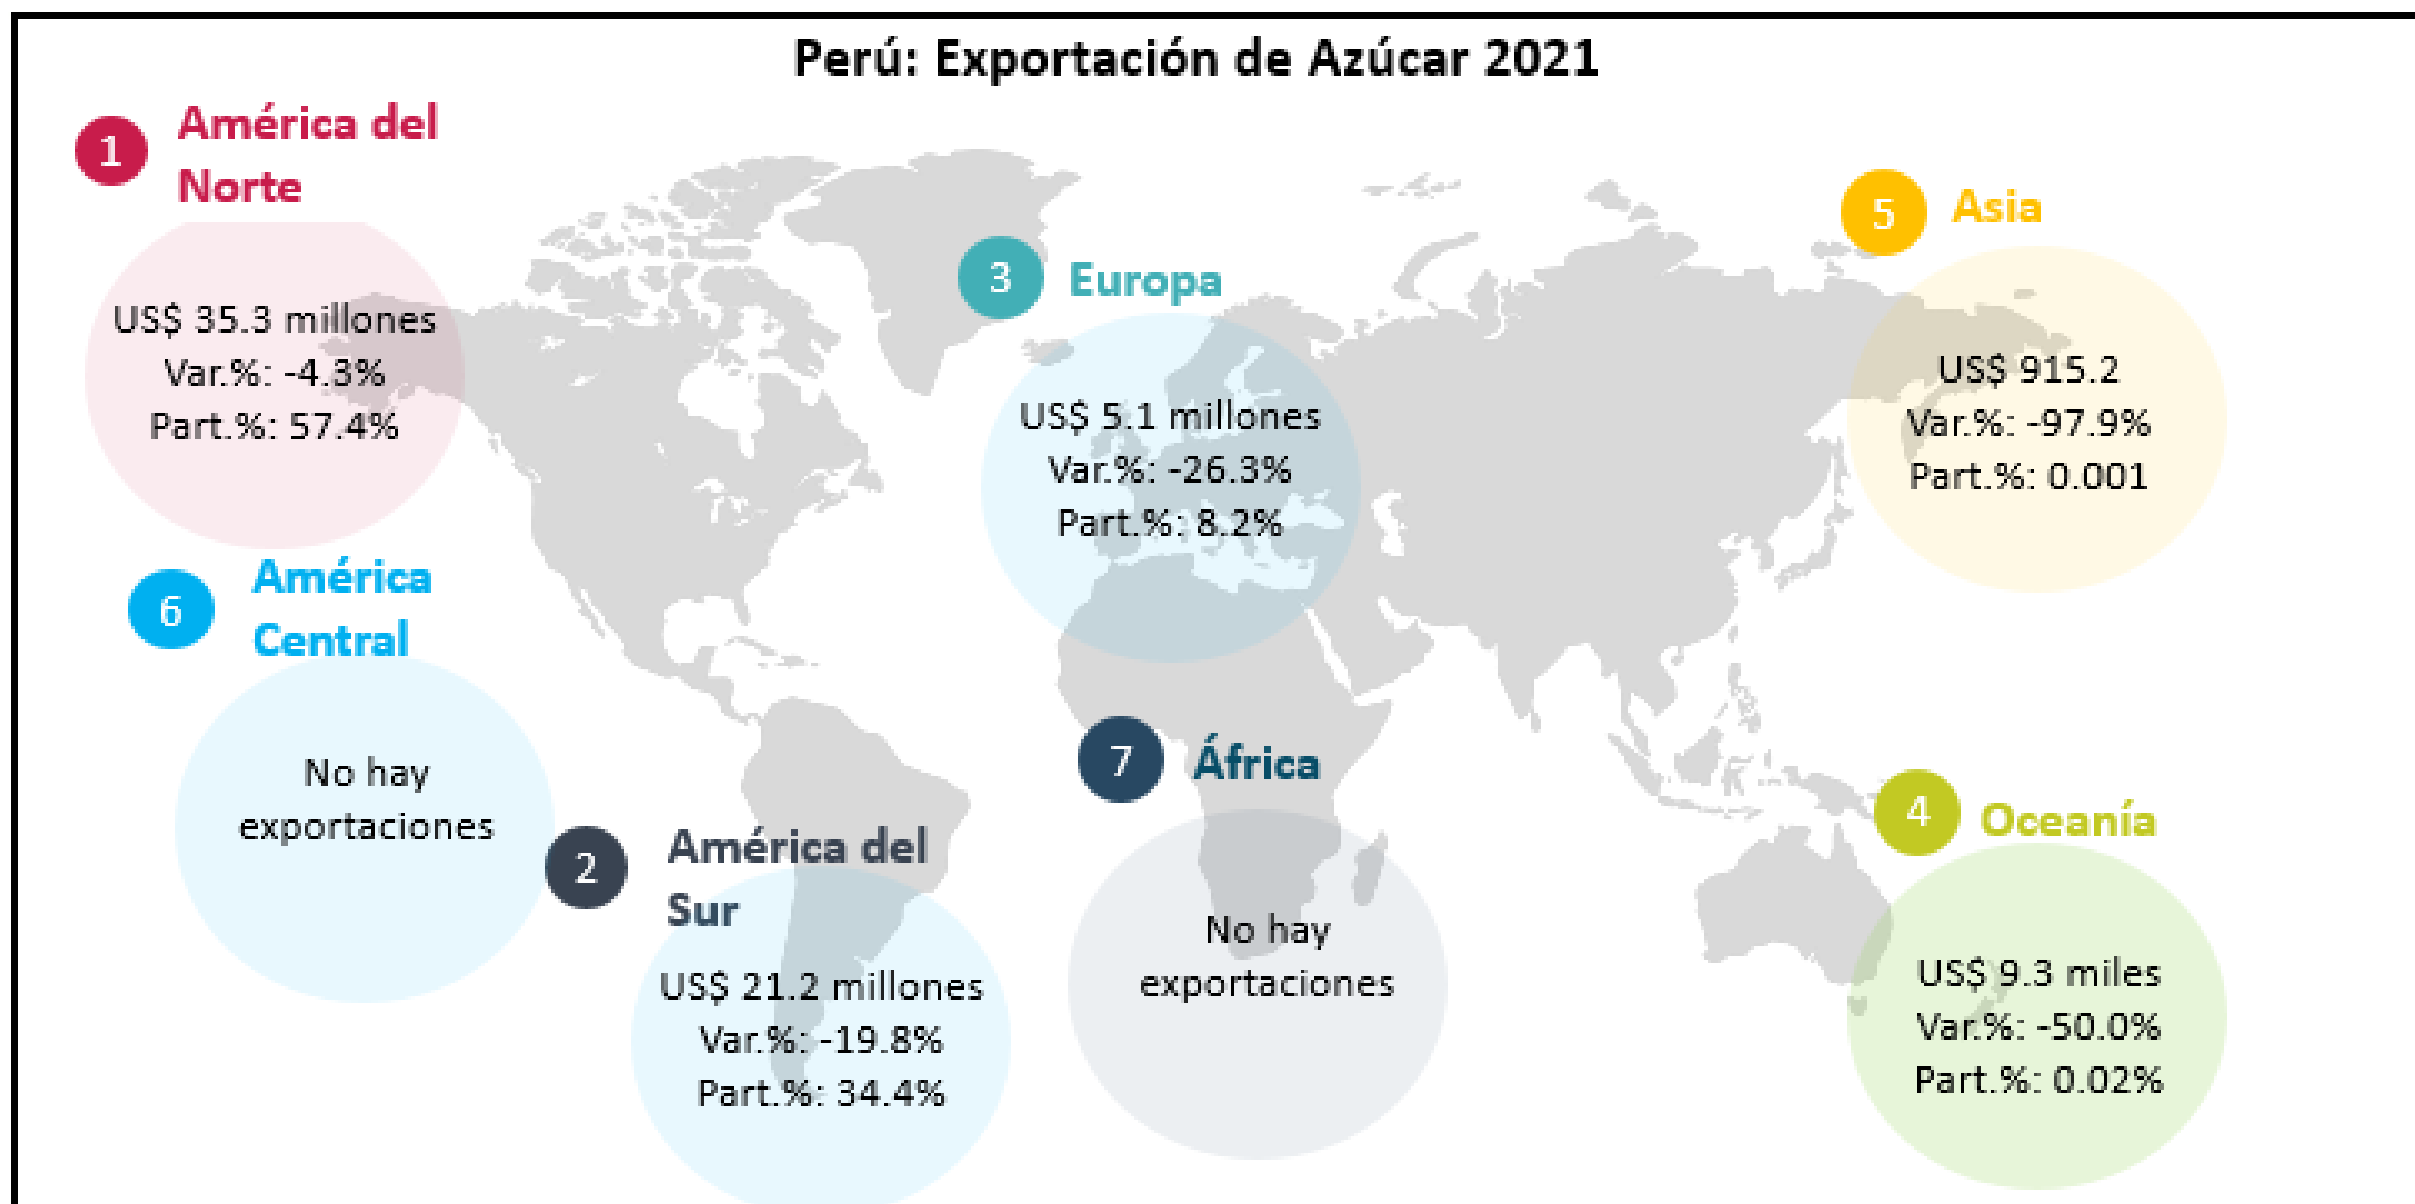 Perú: Exportación de Azúcar 2021
1
América del
Norte
US$ 35.3 millones
Var.%: -4.3%
Part.%: 57.4%
5
Asia
US$ 915.2
Var.%: -97.9%
Part.%: 0.001
3
Europa
US$ 5.1 millones
Var.%: -26.3%
Part.%: 8.2%
6
América
Central
No hay
exportaciones
2
América del
Sur
US$ 21.2 millones
Var.%: -19.8%
Part.%: 34.4%
7
África
No hay
exportaciones
4
Oceanía
US$ 9.3 miles
Var.%: -50.0%
Part.%: 0.02%